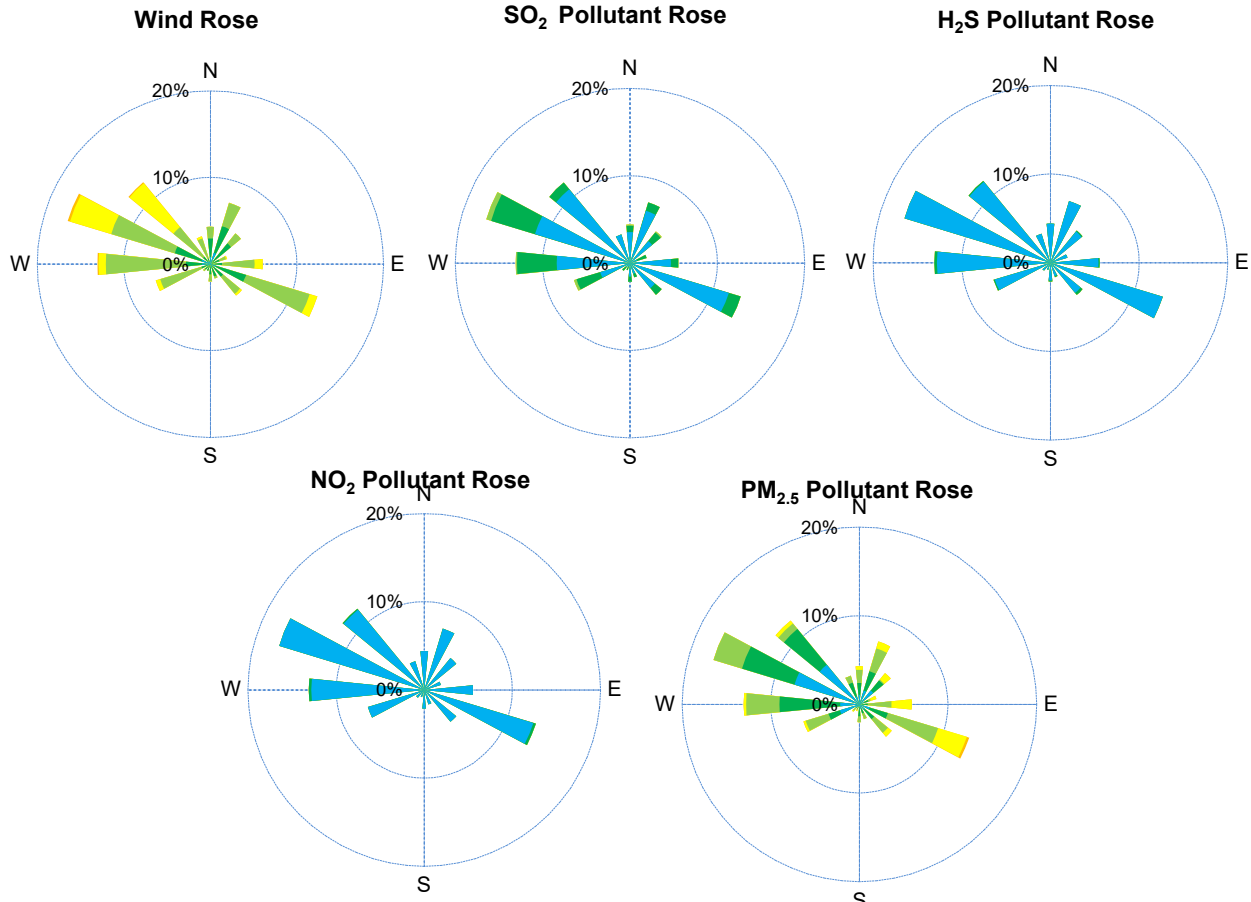 Wind Rose
SO₂ Pollutant Rose
H₂S Pollutant Rose
N
20%
10%
0%
W
E
S
N
20%
10%
0%
W
E
S
N
20%
10%
0%
W
E
S
NO₂ Pollutant Rose
PM₂.₅ Pollutant Rose
N
20%
10%
0%
W
E
S
N
20%
10%
0%
W
E
S